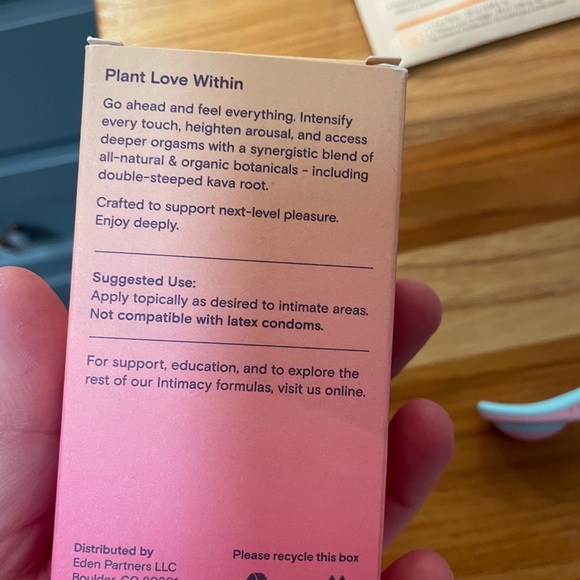 Plant Love Within
Go ahead and feel everything. Intensify
every touch, heighten arousal, and access
deeper orgasms with a synergistic blend of
all-natural & organic botanicals - including
double-steeped kava root.
Crafted to support next-level pleasure.
Enjoy deeply.
Suggested Use:
Apply topically as desired to intimate areas.
Not compatible with latex condoms.
For support, education, and to explore the
rest of our Intimacy formulas, visit us online.
Distributed by
Eden Partners LLC
Boulder, CO 80301
Please recycle this box